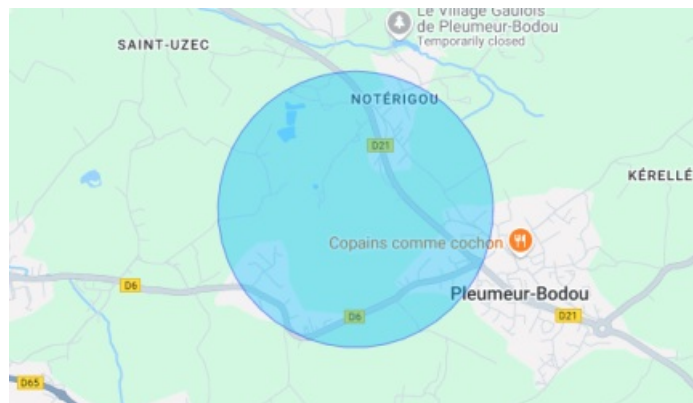 Le Village Gaulois
de Pleumeur-Bodou
Temporarily closed
SAINT-UZEC
NOTÉRIGOU
D21
KÉRELLÉ
Copains comme cochon
D6
Pleumeur-Bodou
D6
D21
D65